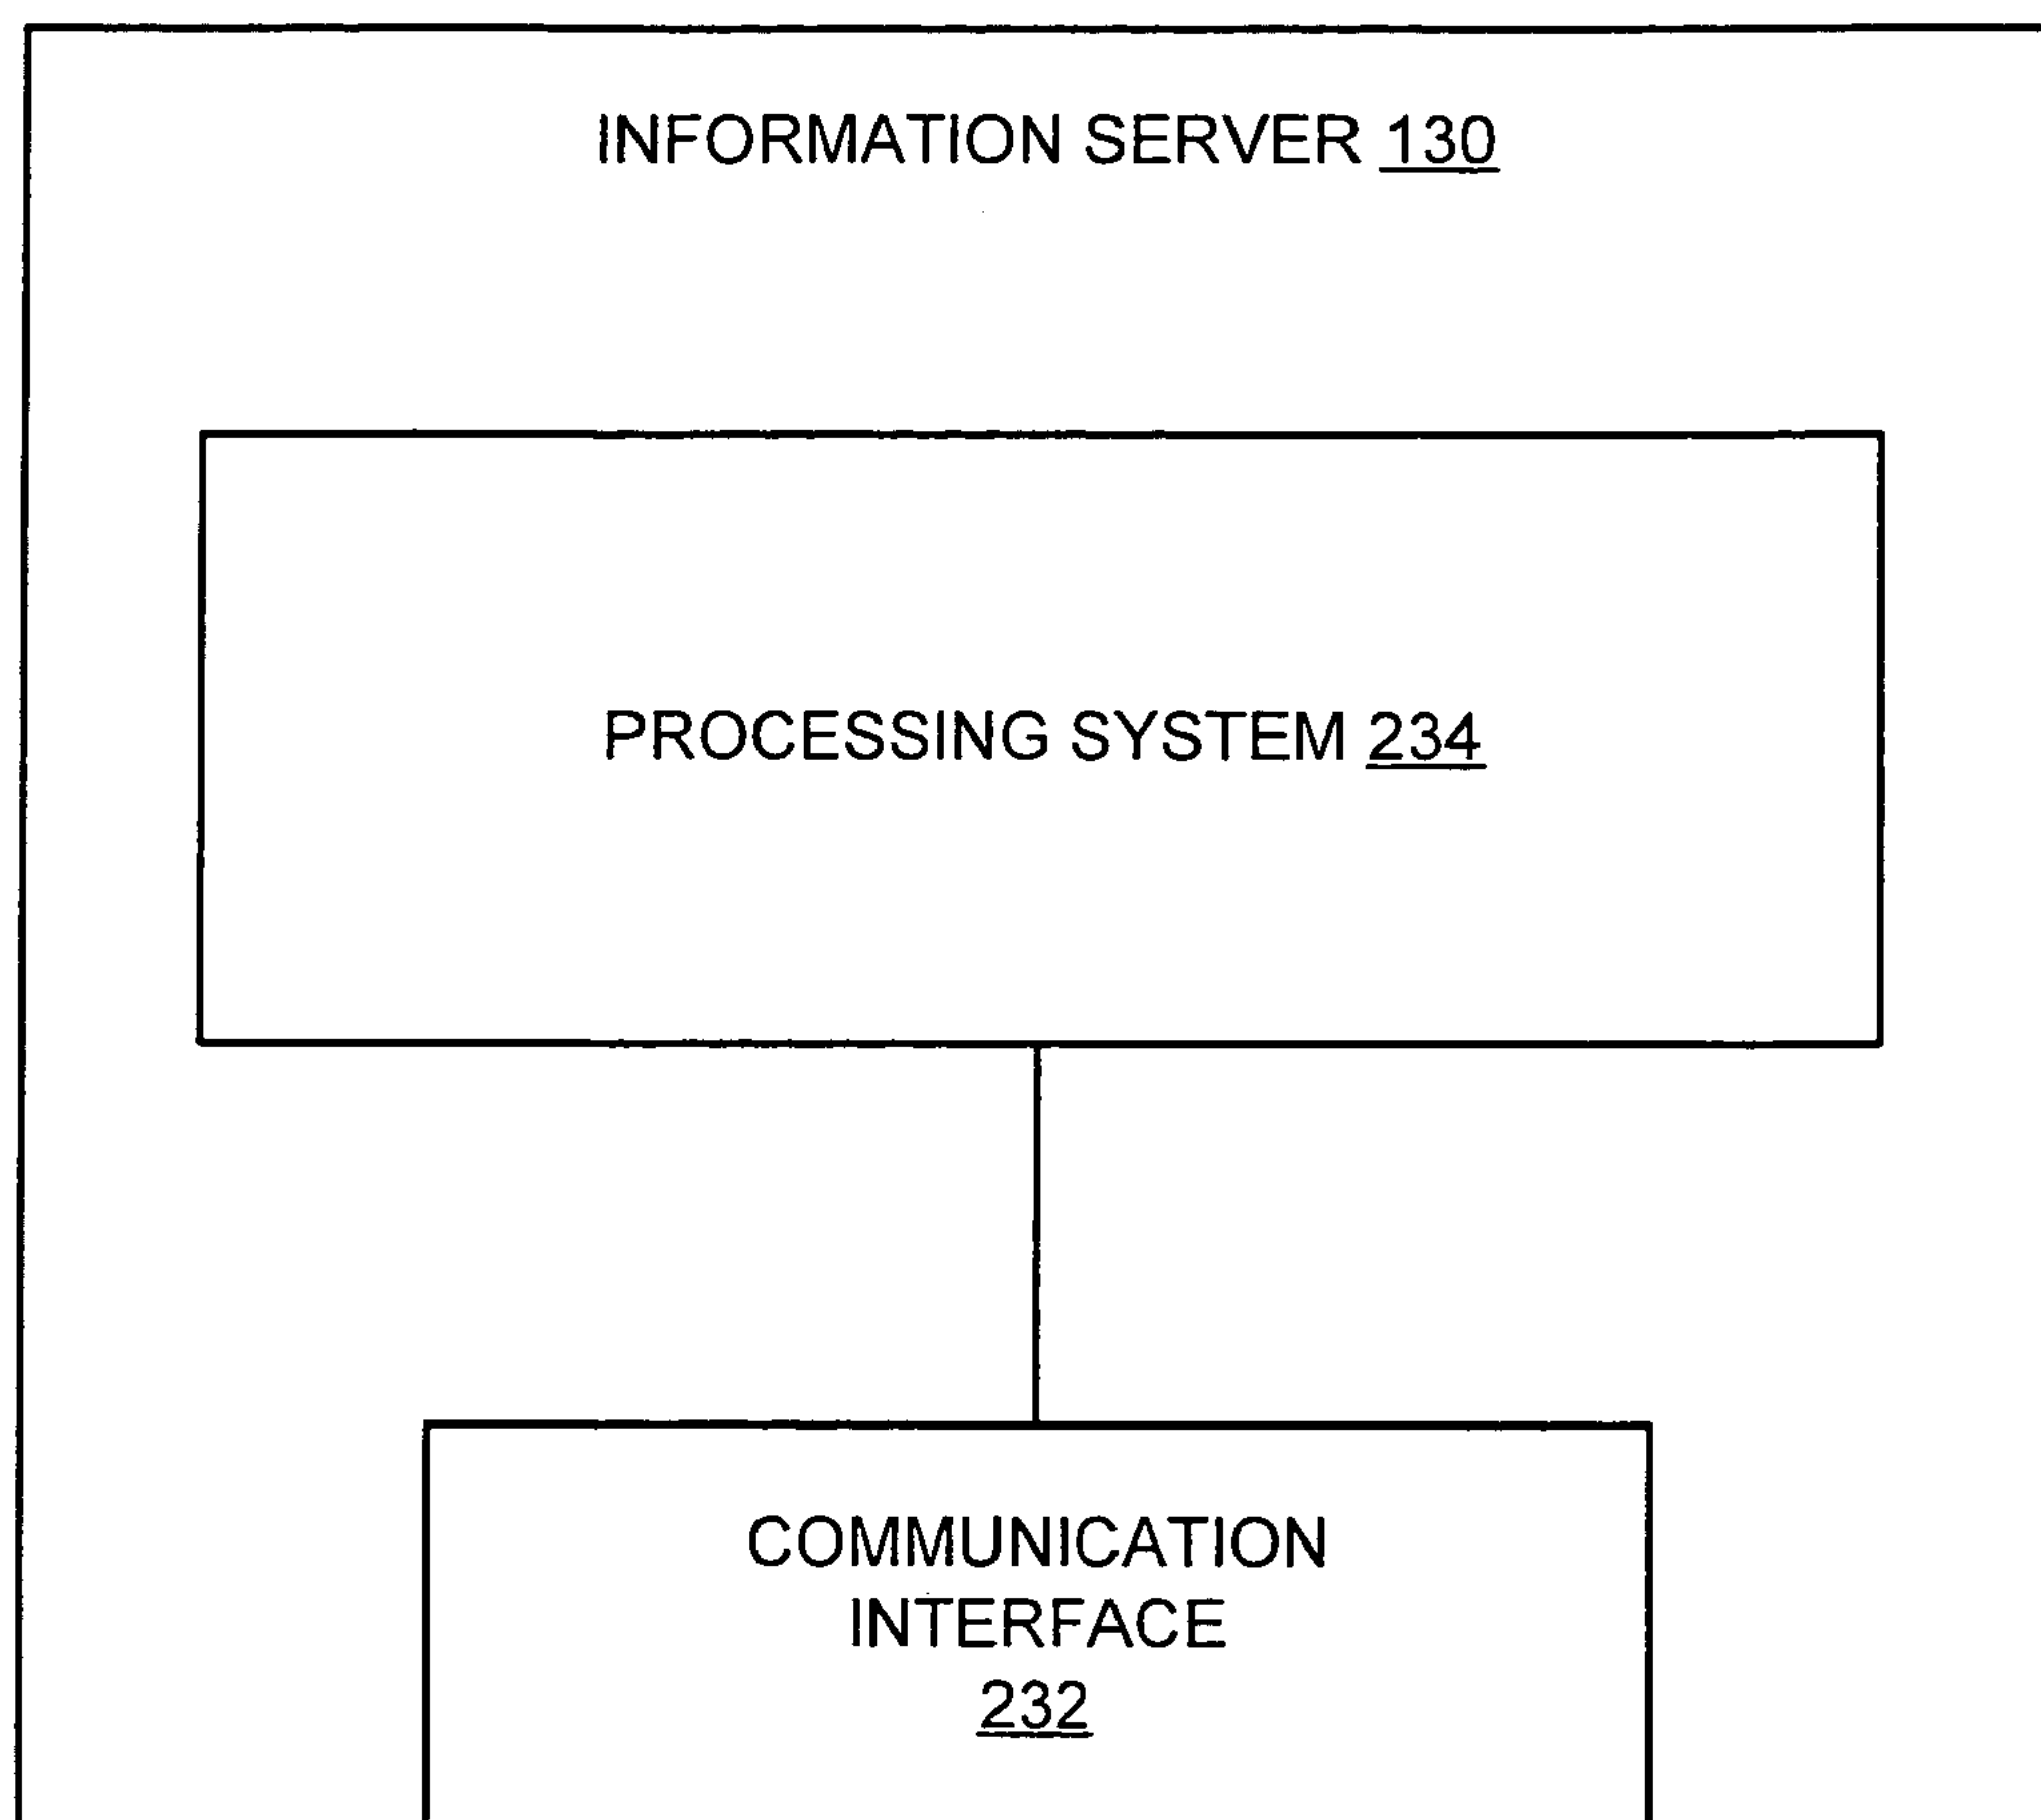 INFORMATION SERVER 130
PROCESSING SYSTEM 234
COMMUNICATION
INTERFACE
232